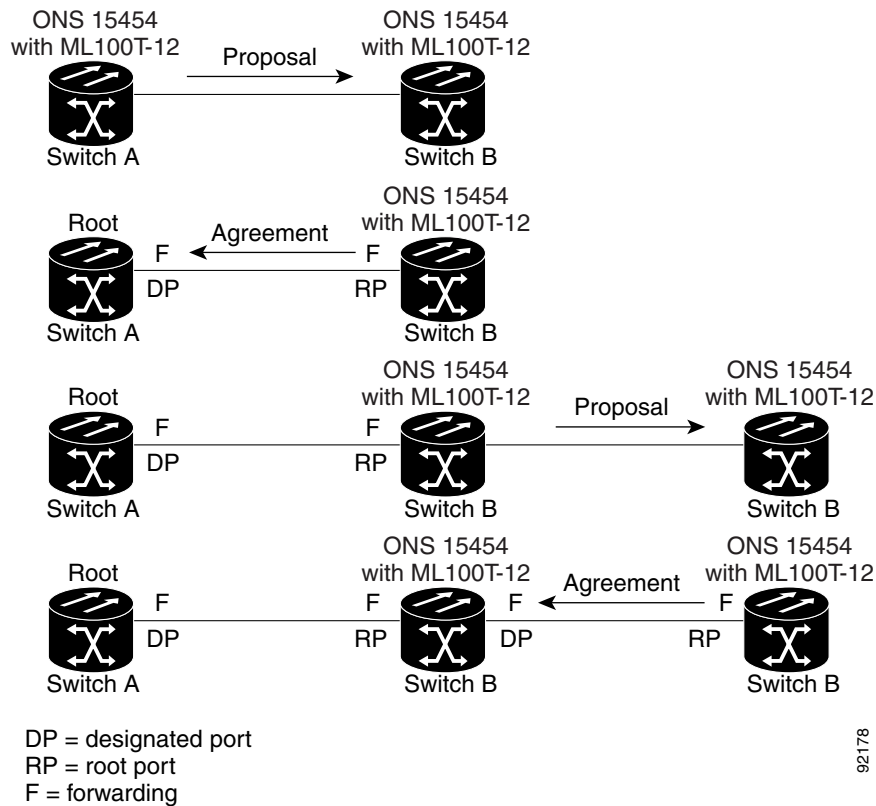 ONS 15454
with ML100T-12
Proposal
ONS 15454
with ML100T-12
Switch A
Switch B
Root
F
DP
Agreement
ONS 15454
with ML100T-12
F
RP
Switch A
Switch B
Root
F
DP
ONS 15454
with ML100T-12
F
RP
Proposal
ONS 15454
with ML100T-12
Switch A
Switch B
Switch B
Root
F
DP
ONS 15454
with ML100T-12
F
RP
F
DP
Agreement
ONS 15454
with ML100T-12
F
RP
Switch A
Switch B
Switch B
DP = designated port
RP = root port
F = forwarding
92178